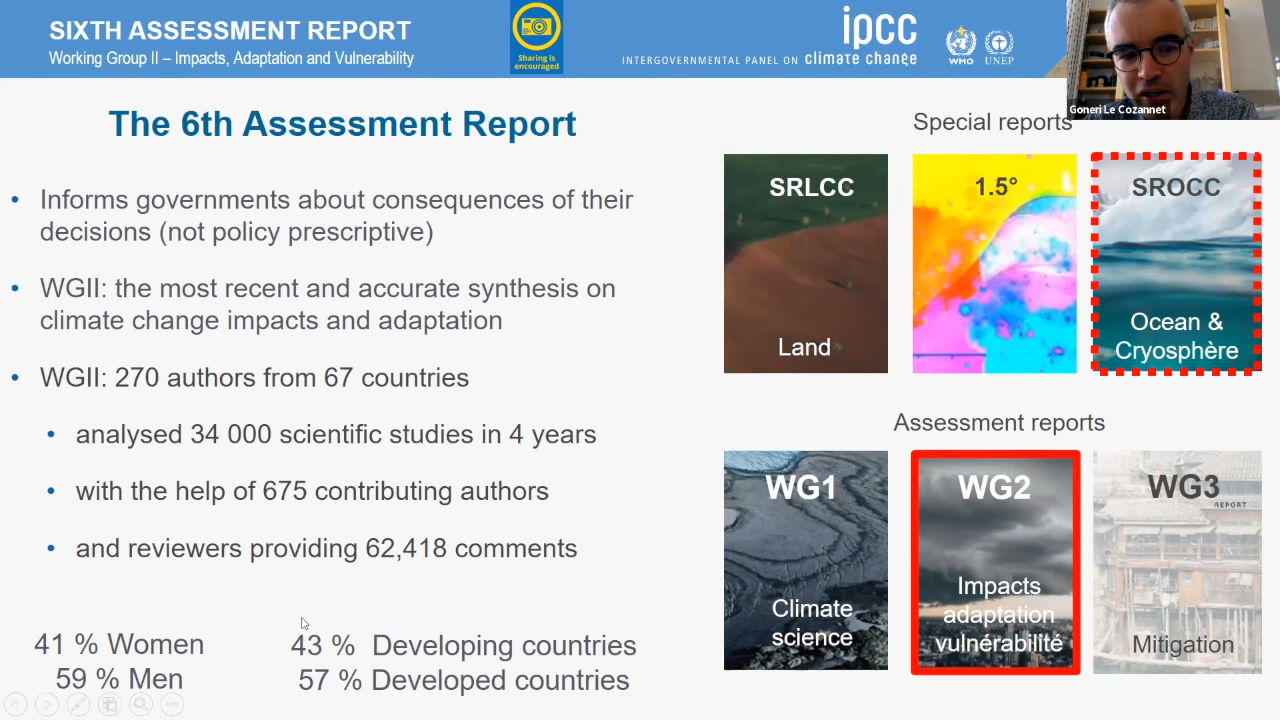 SIXTH ASSESSMENT REPORT
Working Group II – Impacts, Adaptation and Vulnerability
Sharing is
encouraged
INTERGOVERNMENTAL PANEL ON climate change
ipcc
WMO
UNEP
Goneri Le Cozannet
The 6th Assessment Report
• Informs governments about consequences of their
decisions (not policy prescriptive)
• WGII: the most recent and accurate synthesis on
climate change impacts and adaptation
• WGII: 270 authors from 67 countries
• analysed 34 000 scientific studies in 4 years
• with the help of 675 contributing authors
• and reviewers providing 62,418 comments
41 % Women
59 % Men
43 % Developing countries
57 % Developed countries
Special reports
SRLCC
Land
1.5°
SROCC
Ocean &
Cryosphère
Assessment reports
WG1
Climate
science
WG2
Impacts
adaptation
vulnérabilité
WG3
REPORT
Mitigation